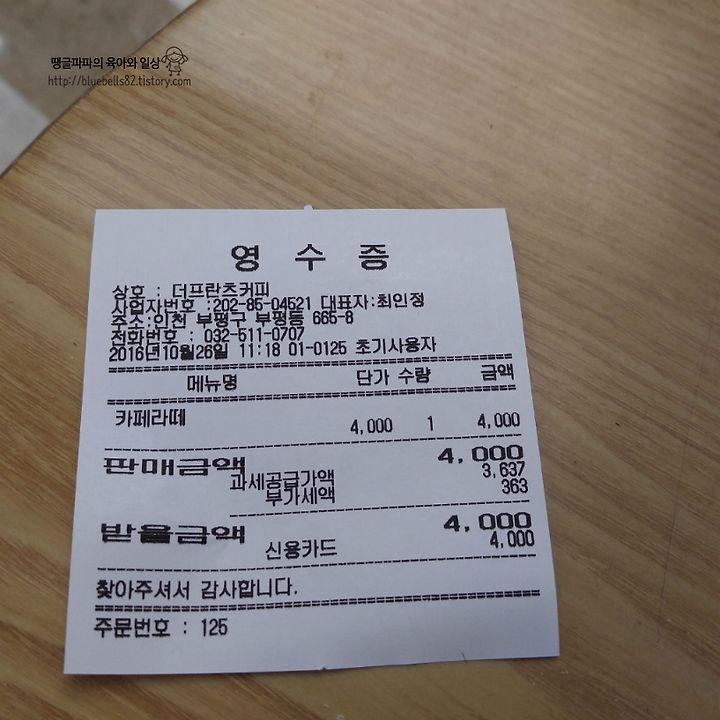 땡글파파의 육아와 일상
http://bluebells82.tistory.com
영 수 증
상호 : 더프란츠커피
사업자번호 :202-85-04521 대표자:최인정
주소:인천 부평구 부평동 665-8
전화번호 : 032-511-0707
2016년10월26일 11:18 01-0125 초기사용자
메뉴명 단가 수량 금액
카페라떼 4,000 1 4,000
판매금액 4,000
과세공급가액 3,637
부가세액 363
받을금액 4,000
신용카드 4,000
찾아주셔서 감사합니다.
주문번호 : 125